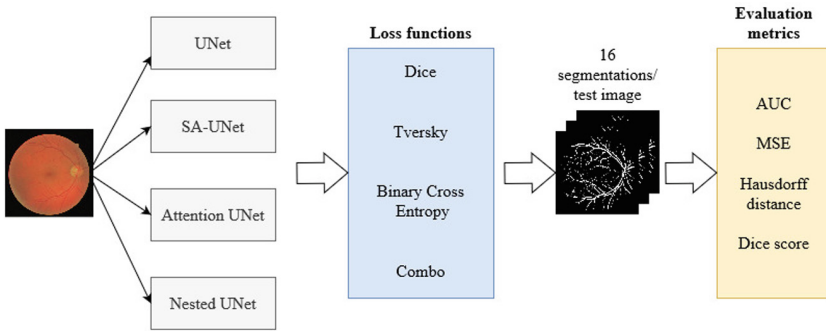 UNet
SA-UNet
Attention UNet
Nested UNet
Loss functions
Dice
Tversky
Binary Cross
Entropy
Combo
16
segmentations/
test image
Evaluation
metrics
AUC
MSE
Hausdorff
distance
Dice score